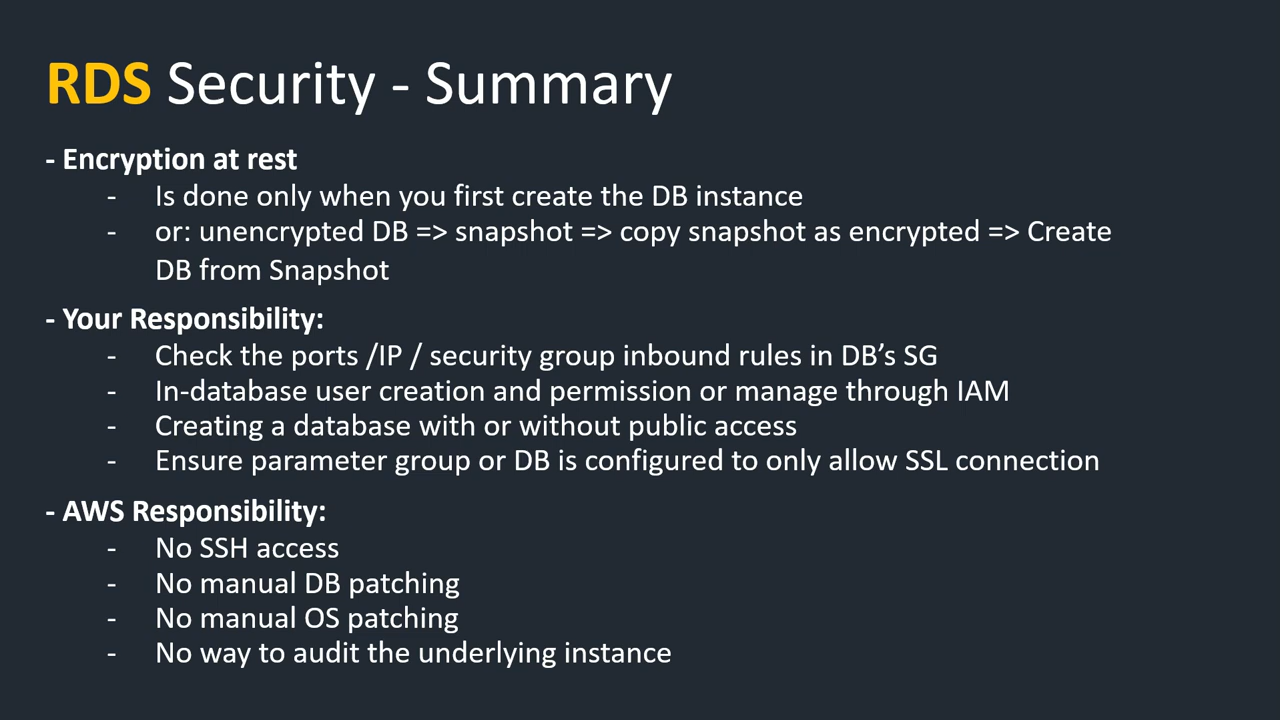 RDS Security - Summary
- Encryption at rest
- Is done only when you first create the DB instance
- or: unencrypted DB => snapshot => copy snapshot as encrypted => Create
DB from Snapshot
- Your Responsibility:
- Check the ports /IP / security group inbound rules in DB’s SG
- In-database user creation and permission or manage through IAM
- Creating a database with or without public access
- Ensure parameter group or DB is configured to only allow SSL connection
- AWS Responsibility:
- No SSH access
- No manual DB patching
- No manual OS patching
- No way to audit the underlying instance